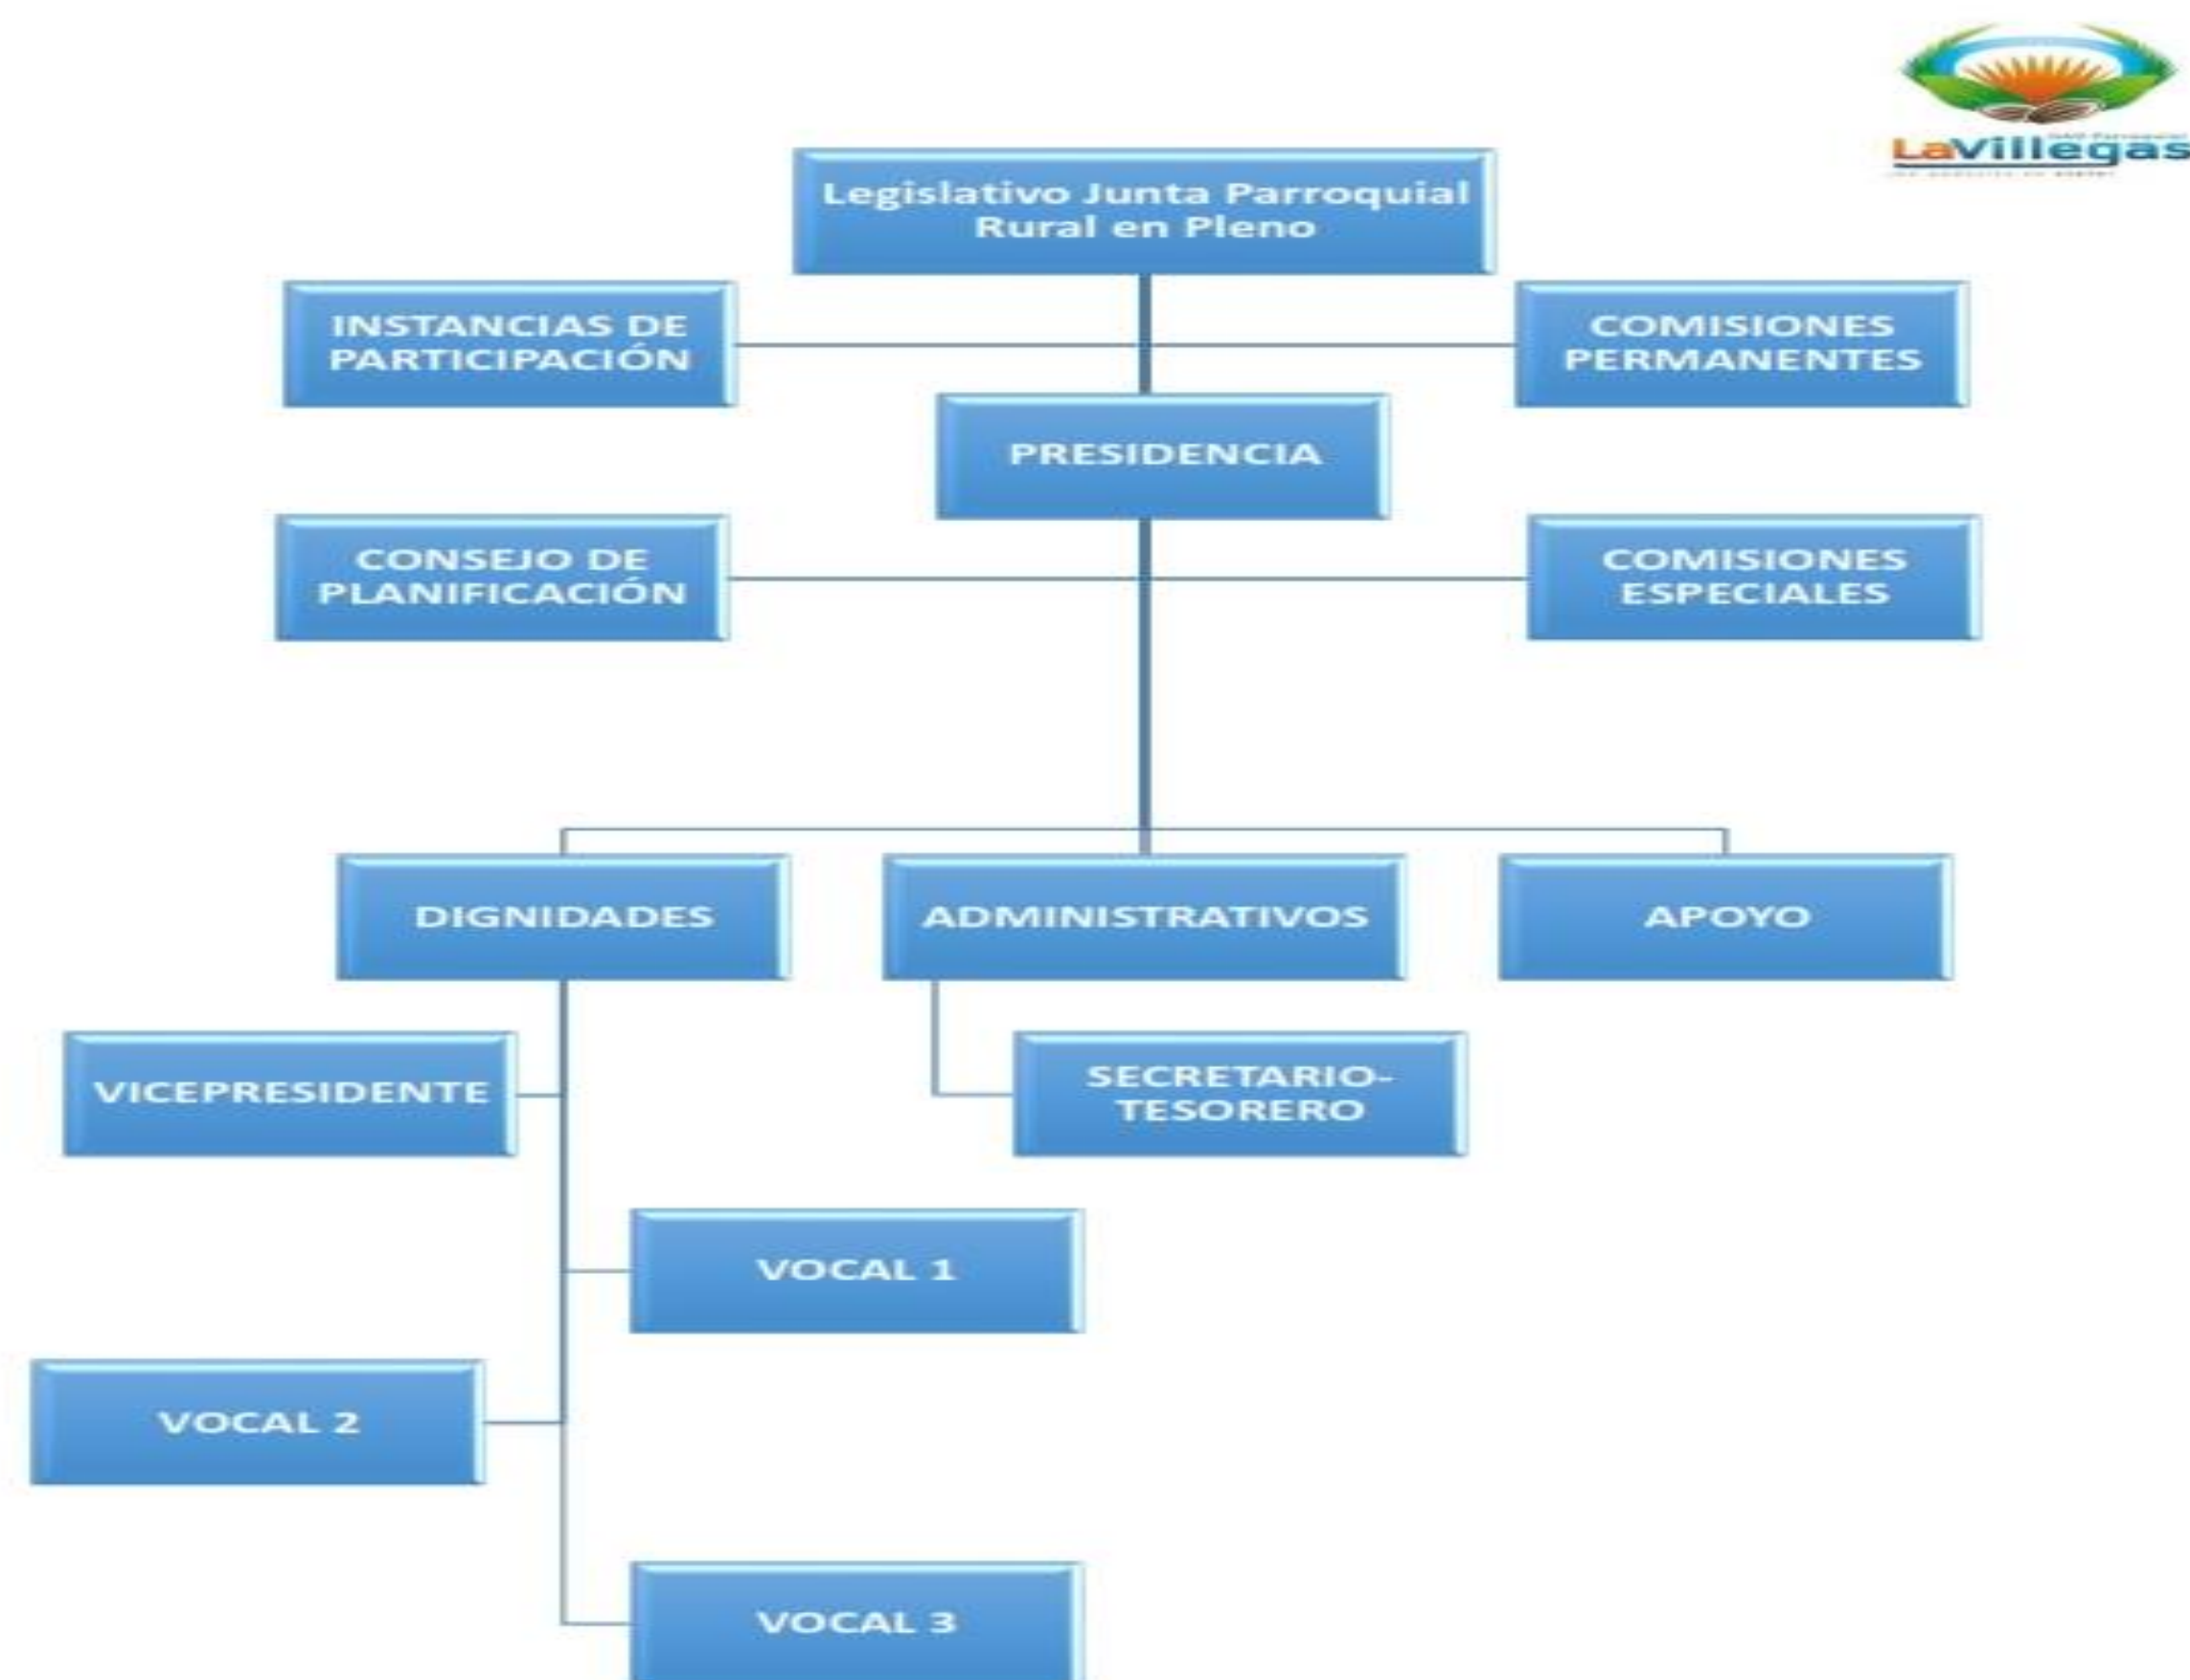 LaVillegas
Legislativo Junta Parroquial
Rural en Pleno
INSTANCIAS DE
PARTICIPACIÓN
COMISIONES
PERMANENTES
PRESIDENCIA
CONSEJO DE
PLANIFICACIÓN
COMISIONES
ESPECIALES
DIGNIDADES
ADMINISTRATIVOS
APOYO
VICEPRESIDENTE
SECRETARIO-
TESORERO
VOCAL 1
VOCAL 2
VOCAL 3